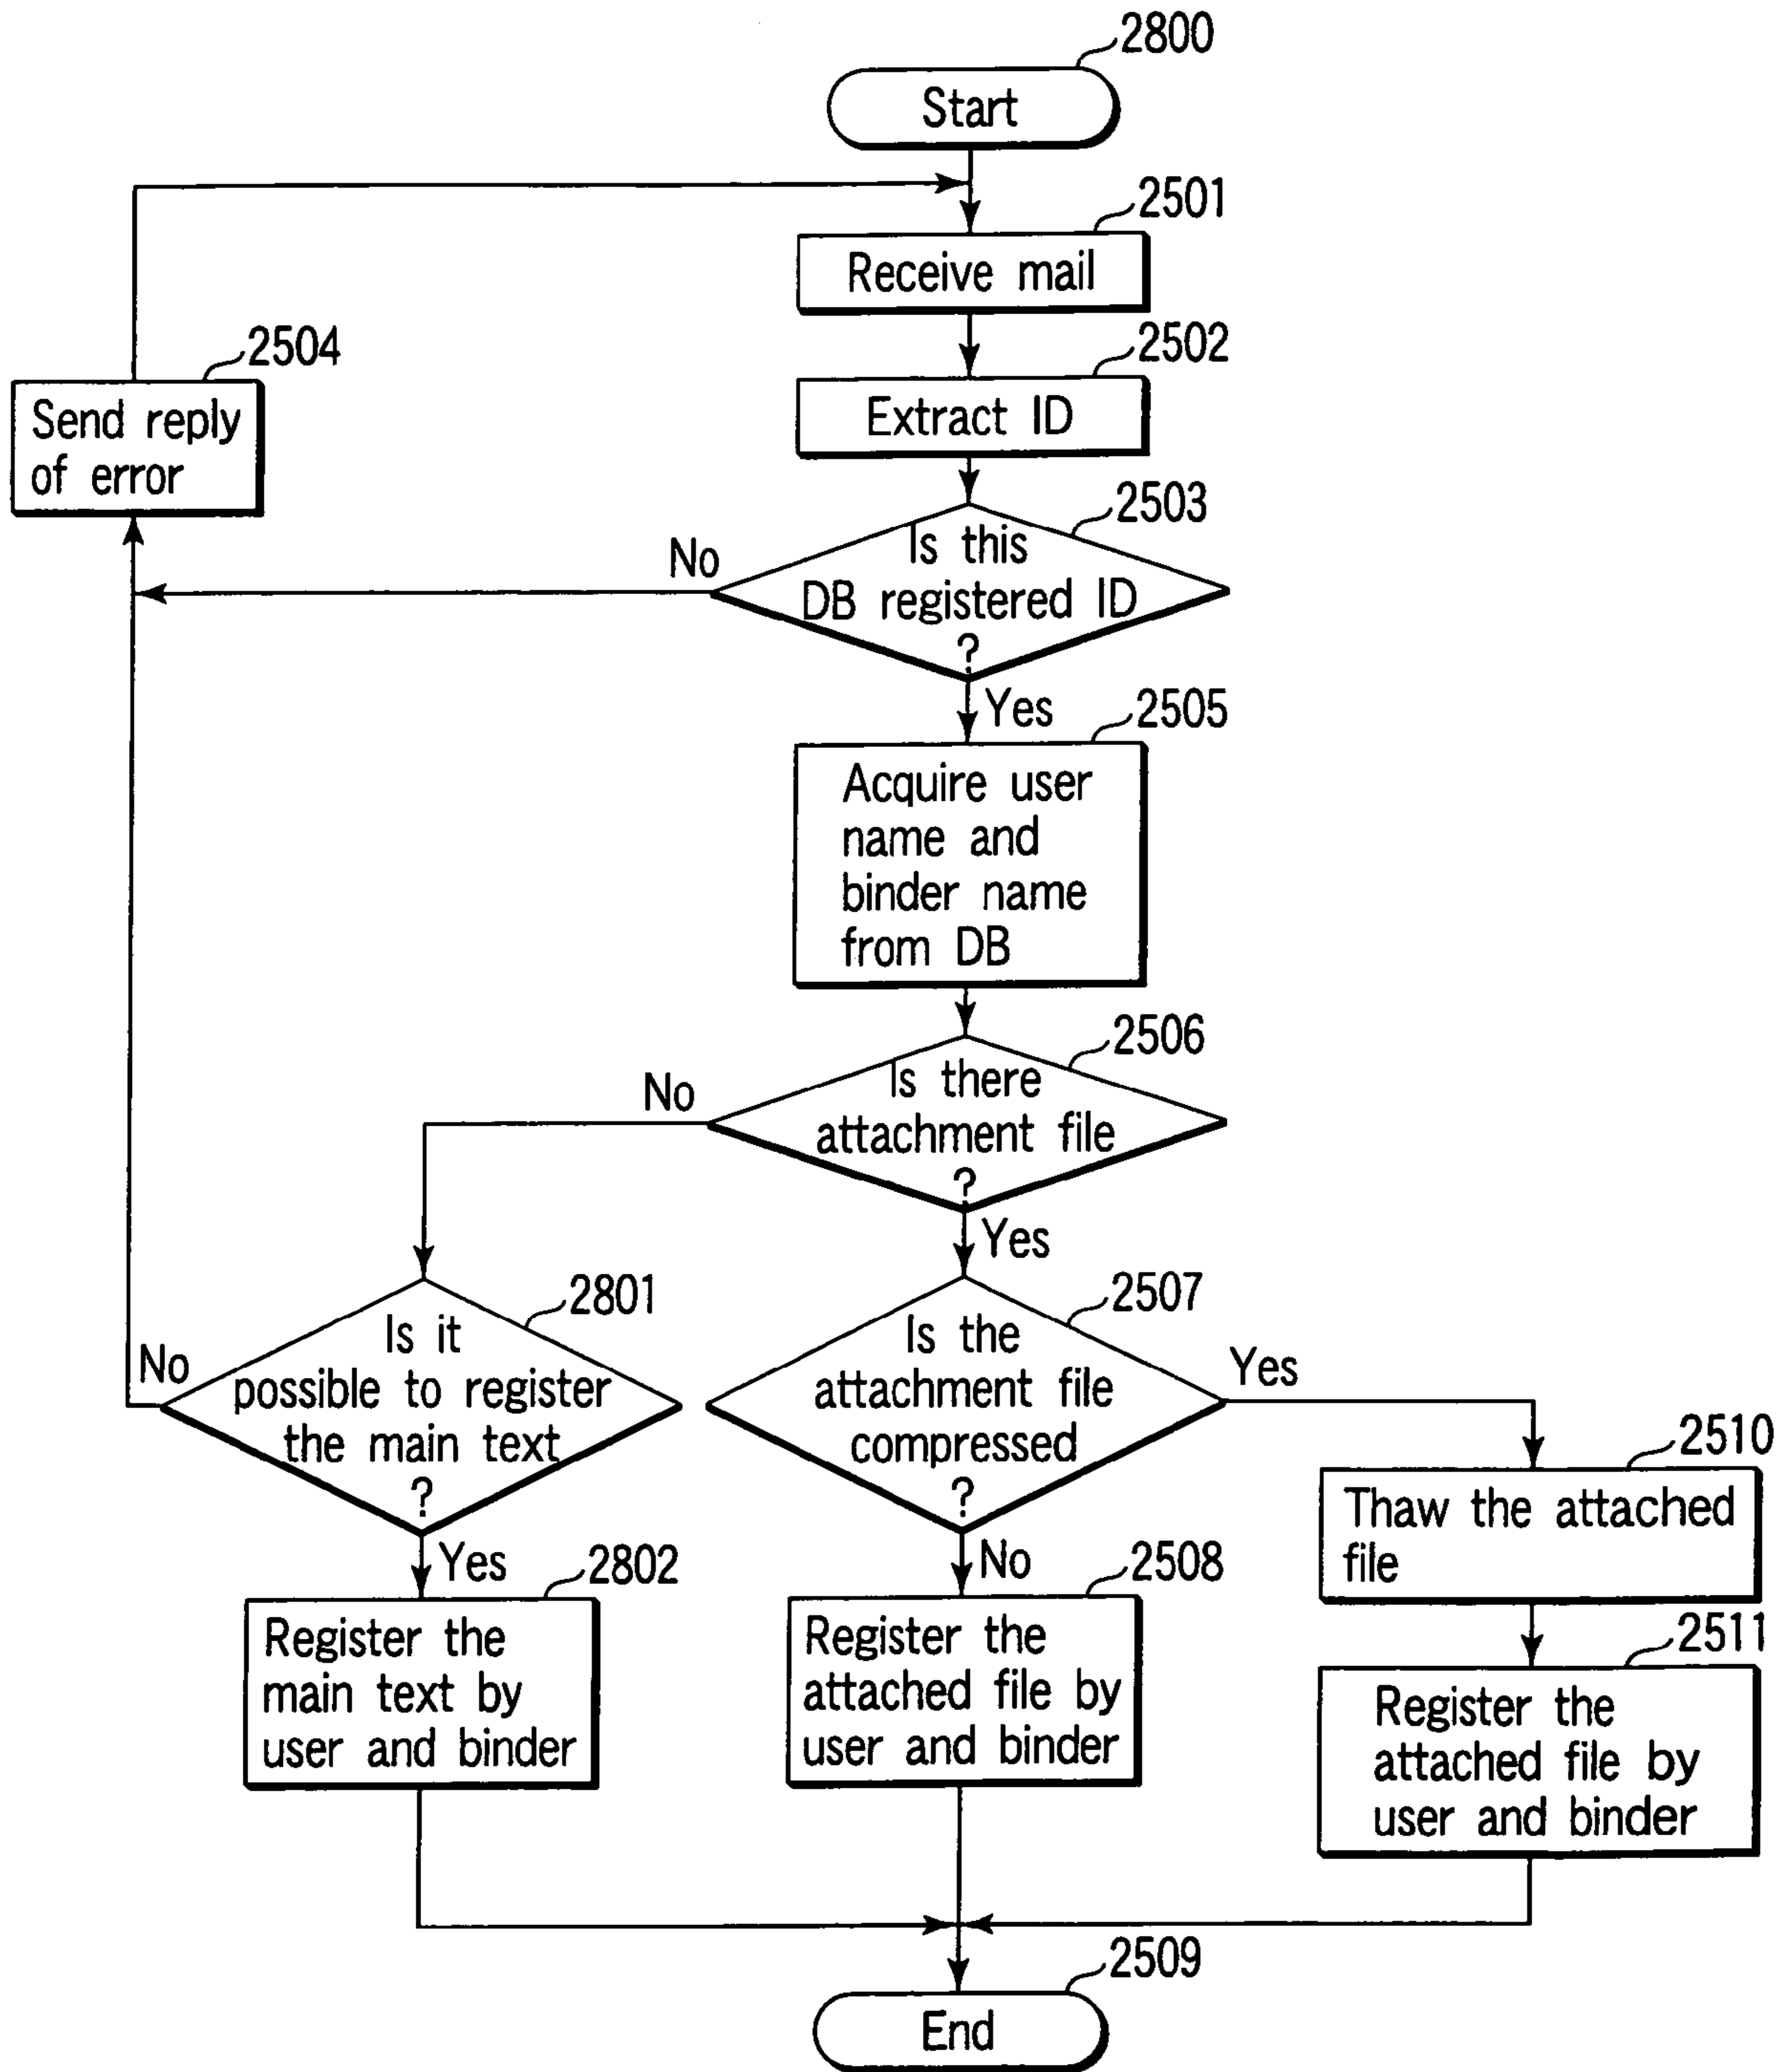 2800
Start
2501
Receive mail
2502
Extract ID
2504
Send reply
of error
2503
Is this
DB registered ID
?
No
Yes
2505
Acquire user
name and
binder name
from DB
2506
Is there
attachment file
?
No
Yes
2801
Is it
possible to register
the main text
?
No
Yes
2507
Is the
attachment file
compressed
?
Yes
No
2510
Thaw the attached
file
2802
Register the
main text by
user and binder
2508
Register the
attached file by
user and binder
2511
Register the
attached file by
user and binder
2509
End